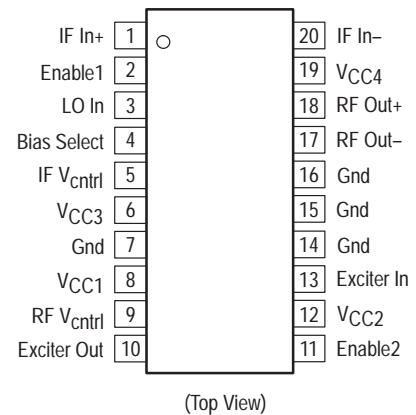 IF In+ 1 20 IF In–
Enable1 2 19 VCC4
LO In 3 18 RF Out+
Bias Select 4 17 RF Out–
IF Vcntrl 5 16 Gnd
VCC3 6 15 Gnd
Gnd 7 14 Gnd
VCC1 8 13 Exciter In
RF Vcntrl 9 12 VCC2
Exciter Out 10 11 Enable2
(Top View)